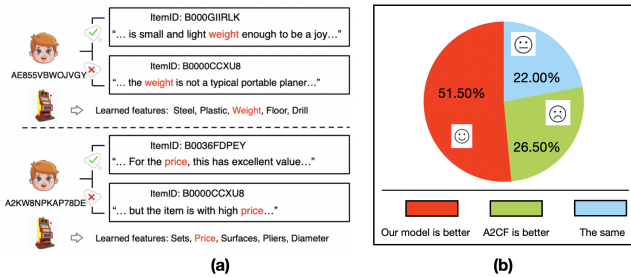 ItemID: B000GIIRLK
“… is small and light weight enough to be a joy…”
AE855VBWOJVGY
ItemID: B0000CCXU8
“… the weight is not a typical portable planer…”
Learned features: Steel, Plastic, Weight, Floor, Drill
ItemID: B0036FDPEY
“… For the price, this has excellent value…”
A2KW8NPKAP78DE
ItemID: B0000CCXU8
“… but the item is with high price…”
Learned features: Sets, Price, Surfaces, Pliers, Diameter
(a)
22.00%
51.50%
26.50%
Our model is better
A2CF is better
The same
(b)